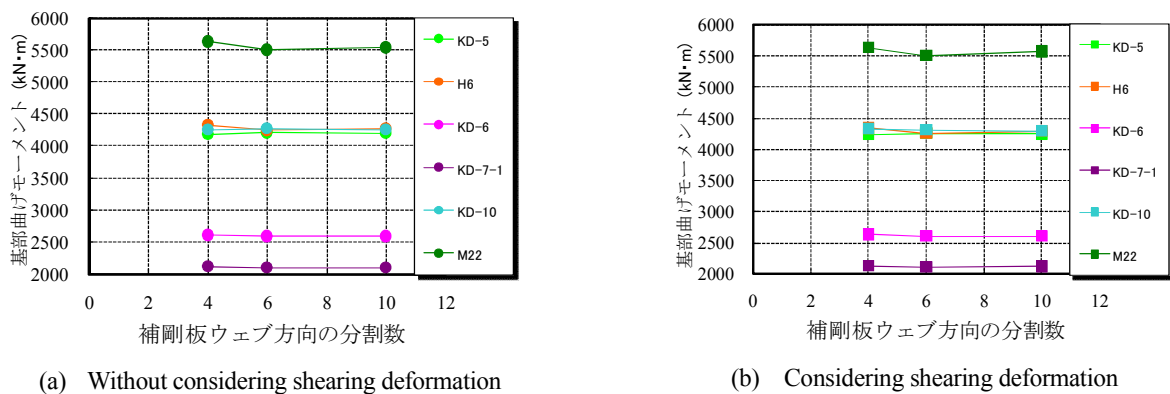 6000
5500
5000
4500
4000
3500
3000
2500
2000
基部曲げモーメント (kN・m)
0 2 4 6 8 10 12
補剛板ウェブ方向の分割数
KD-5
H6
KD-6
KD-7-1
KD-10
M22
(a) Without considering shearing deformation
6000
5500
5000
4500
4000
3500
3000
2500
2000
基部曲げモーメント (kN・m)
0 2 4 6 8 10 12
補剛板ウェブ方向の分割数
KD-5
H6
KD-6
KD-7-1
KD-10
M22
(b) Considering shearing deformation